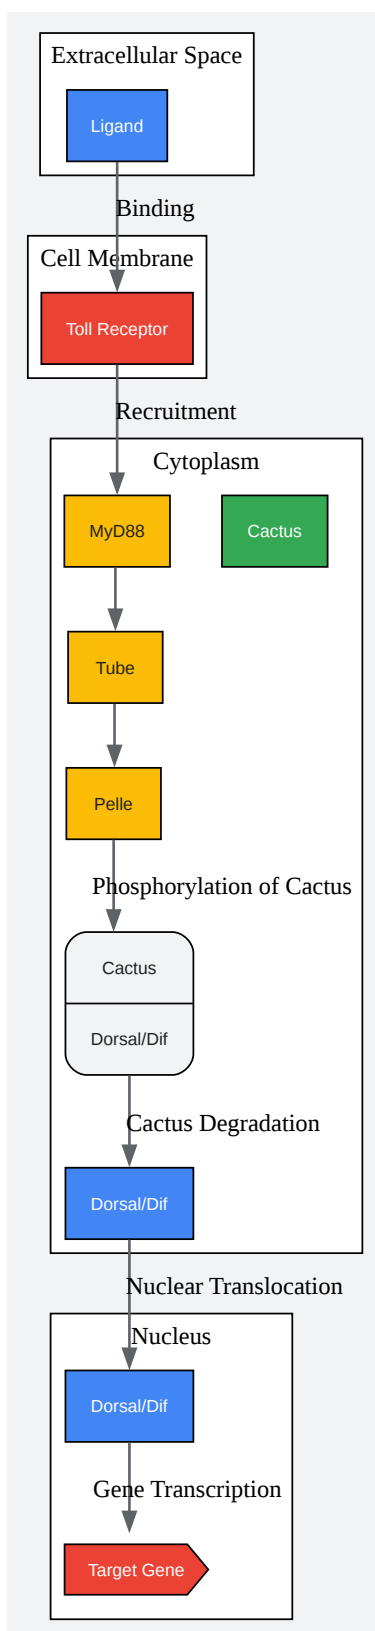 Extracellular Space
Ligand
Binding
Cell Membrane
Toll Receptor
Recruitment
Cytoplasm
MyD88
Cactus
Tube
Pelle
Phosphorylation of Cactus
Cactus
Dorsal/Dif
Cactus Degradation
Dorsal/Dif
Nuclear Translocation
Nucleus
Dorsal/Dif
Gene Transcription
Target Gene